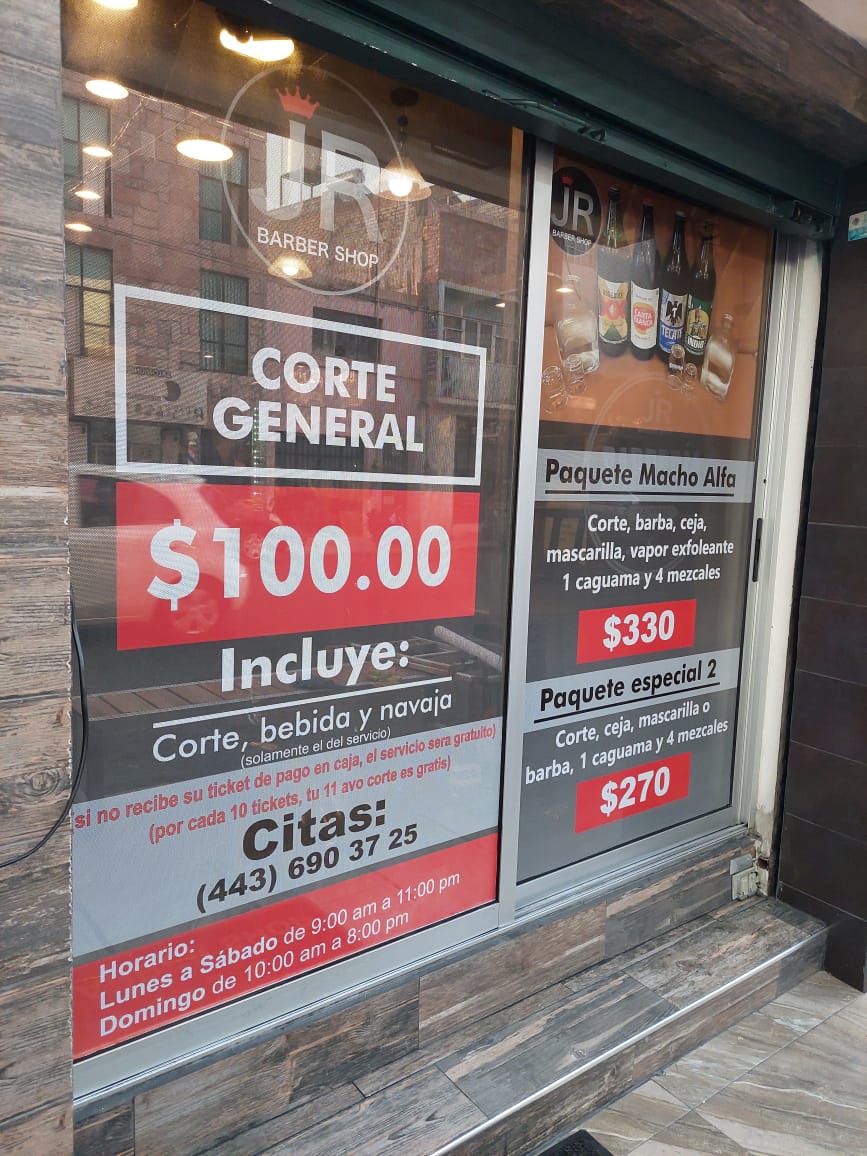 JR
BARBER SHOP
CORTE
GENERAL
$100.00
Incluye:
Corte, bebida y navaja
(solamente el del servicio)
si no recibe su ticket de pago en caja, el servicio sera gratuito)
(por cada 10 tickets, tu 11 avo corte es gratis)
Citas:
(443) 690 37 25
Horario:
Lunes a Sábado de 9:00 am a 11:00 pm
Domingo de 10:00 am a 8:00 pm
JR
BARBER SHOP
XX
CARTA BLANCA
TECATE
INDIO
JR
Paquete Macho Alfa
Corte, barba, ceja,
mascarilla, vapor exfoleante
1 caguama y 4 mezcales
$330
Paquete especial 2
Corte, ceja, mascarilla o
barba, 1 caguama y 4 mezcales
$270